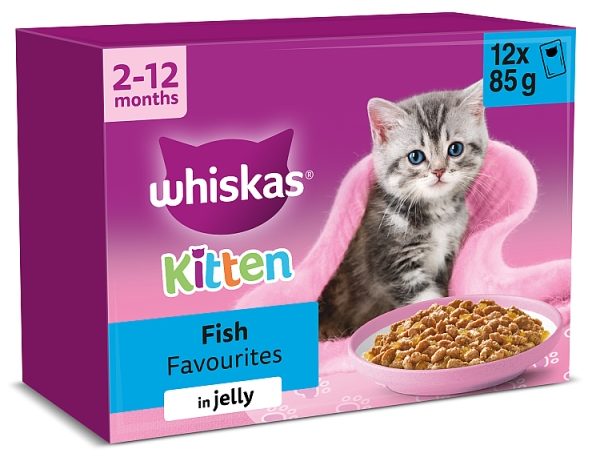 2-12
months
12x
85g
whiskas®
Kitten
Fish
Favourites
in jelly